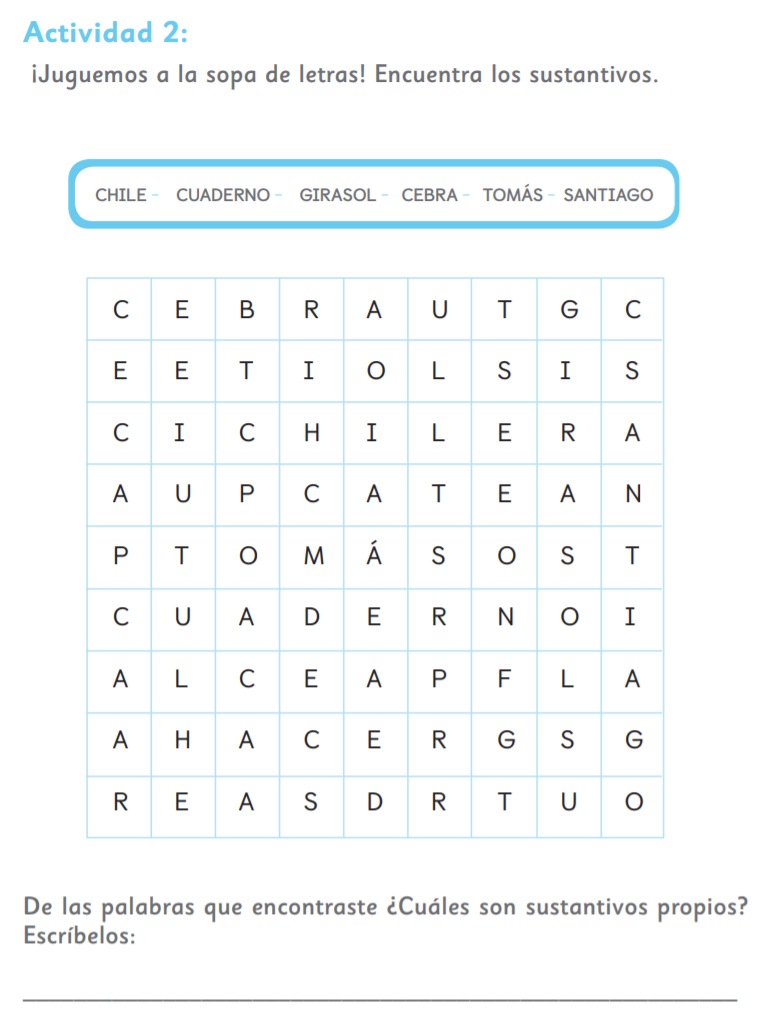 Actividad 2:
¡Juguemos a la sopa de letras! Encuentra los sustantivos.
CHILE - CUADERNO - GIRASOL - CEBRA - TOMÁS - SANTIAGO
C E B R A U T G C
E E T I O L S I S
C I C H I L E R A
A U P C A T E A N
P T O M Á S O S T
C U A D E R N O I
A L C E A P F L A
A H A C E R G S G
R E A S D R T U O
De las palabras que encontraste ¿Cuáles son sustantivos propios?
Escríbelos: